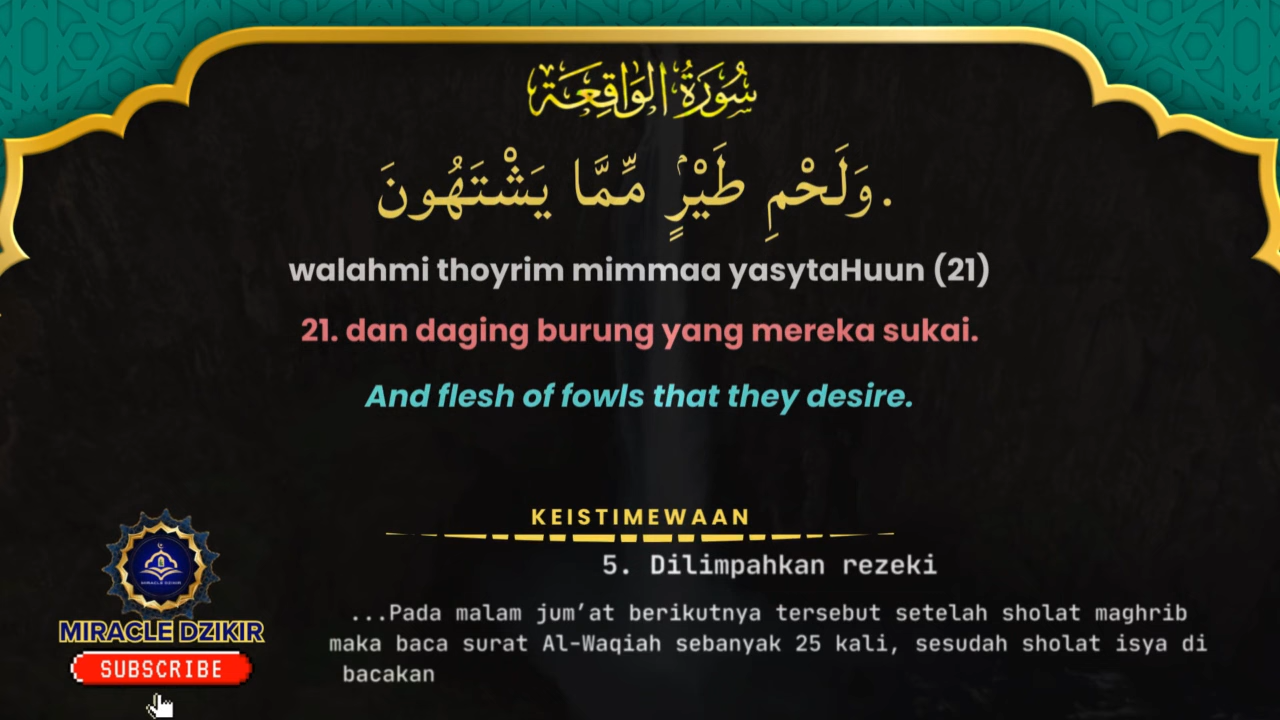 سُورَةُ الوَاقِعَة
وَلَحْمِ طَيْرٍۢ مِّمَّا يَشْتَهُونَ.
walahmi thoyrim mimmaa yasytaHuun (21)
21. dan daging burung yang mereka sukai.
And flesh of fowls that they desire.
KEISTIMEWAAN
5. Dilimpahkan rezeki
...Pada malam jum’at berikutnya tersebut setelah sholat maghrib
maka baca surat Al-Waqiah sebanyak 25 kali, sesudah sholat isya di
bacakan
MIRACLE DZIKIR
MIRACLE DZIKIR
SUBSCRIBE